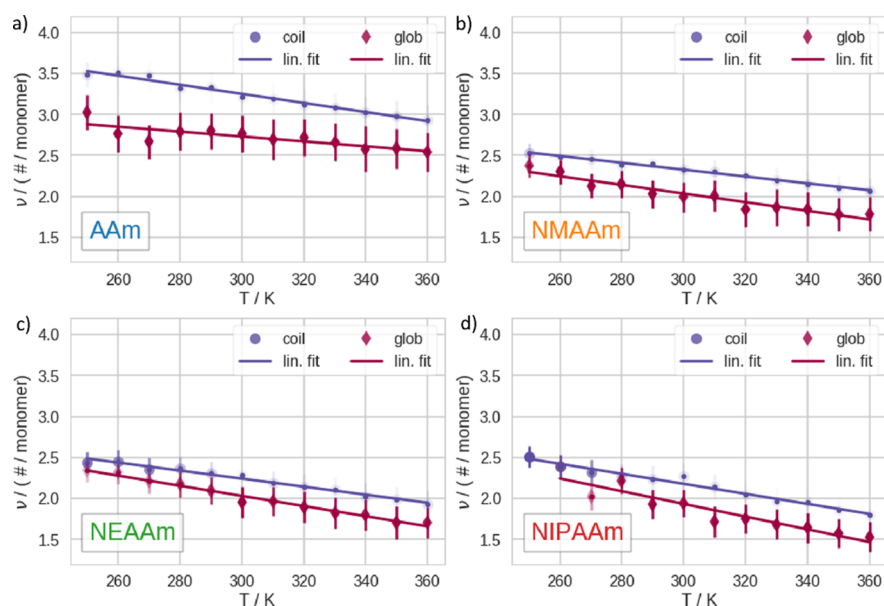 a)
b)
4.0
3.5
3.0
2.5
2.0
1.5
ν / ( # / monomer)
coil
glob
lin. fit
lin. fit
AAm
260
280
300
320
340
360
T / K
4.0
3.5
3.0
2.5
2.0
1.5
ν / ( # / monomer)
coil
glob
lin. fit
lin. fit
NMAAm
260
280
300
320
340
360
T / K
c)
d)
4.0
3.5
3.0
2.5
2.0
1.5
ν / ( # / monomer)
coil
glob
lin. fit
lin. fit
NEAAm
260
280
300
320
340
360
T / K
4.0
3.5
3.0
2.5
2.0
1.5
ν / ( # / monomer)
coil
glob
lin. fit
lin. fit
NIPAAm
260
280
300
320
340
360
T / K